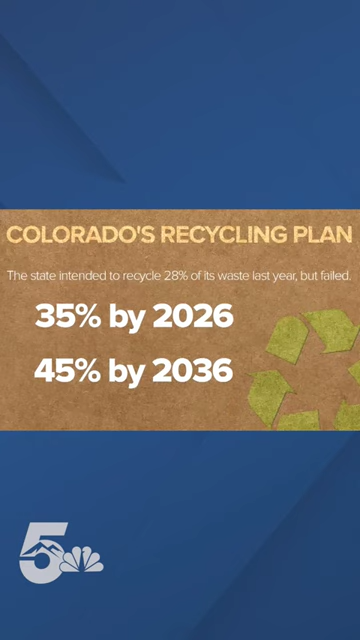 COLORADO'S RECYCLING PLAN
The state intended to recycle 28% of its waste last year, but failed.
35% by 2026
45% by 2036
5